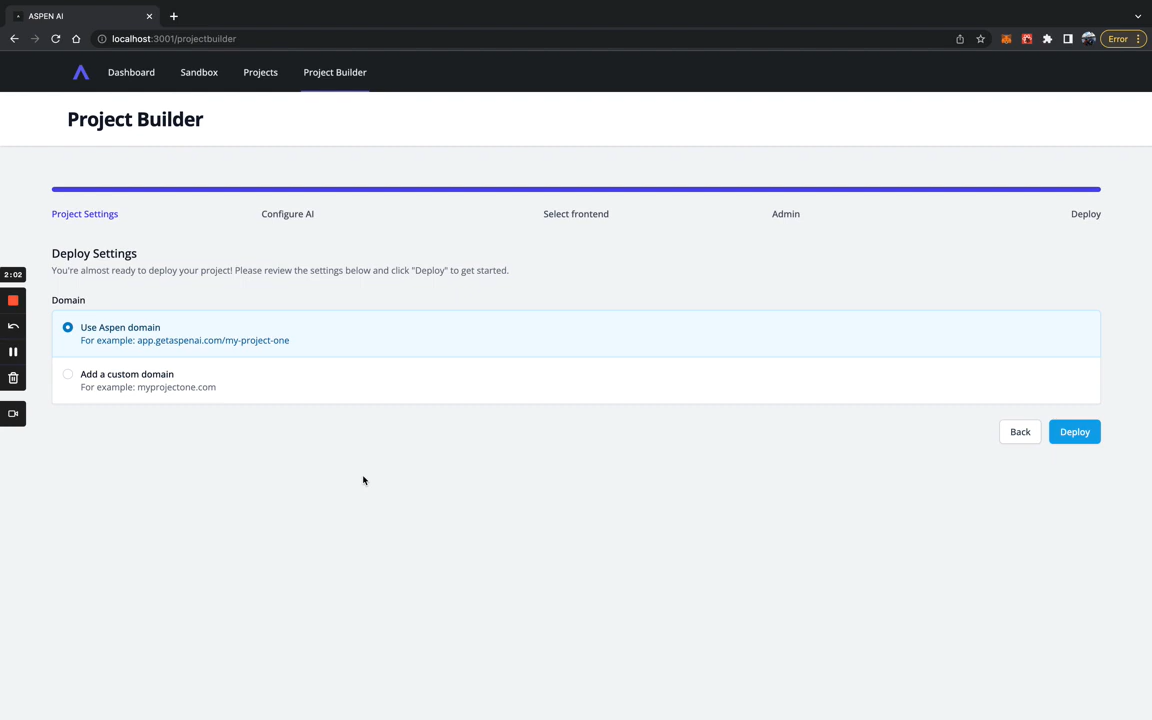 ASPEN AI
localhost:3001/projectbuilder
Error
Dashboard Sandbox Projects Project Builder
Project Builder
Project Settings Configure AI Select frontend Admin Deploy
Deploy Settings
You're almost ready to deploy your project! Please review the settings below and click "Deploy" to get started.
2:02
Domain
Use Aspen domain
For example: app.getaspenai.com/my-project-one
Add a custom domain
For example: myprojectone.com
Back Deploy